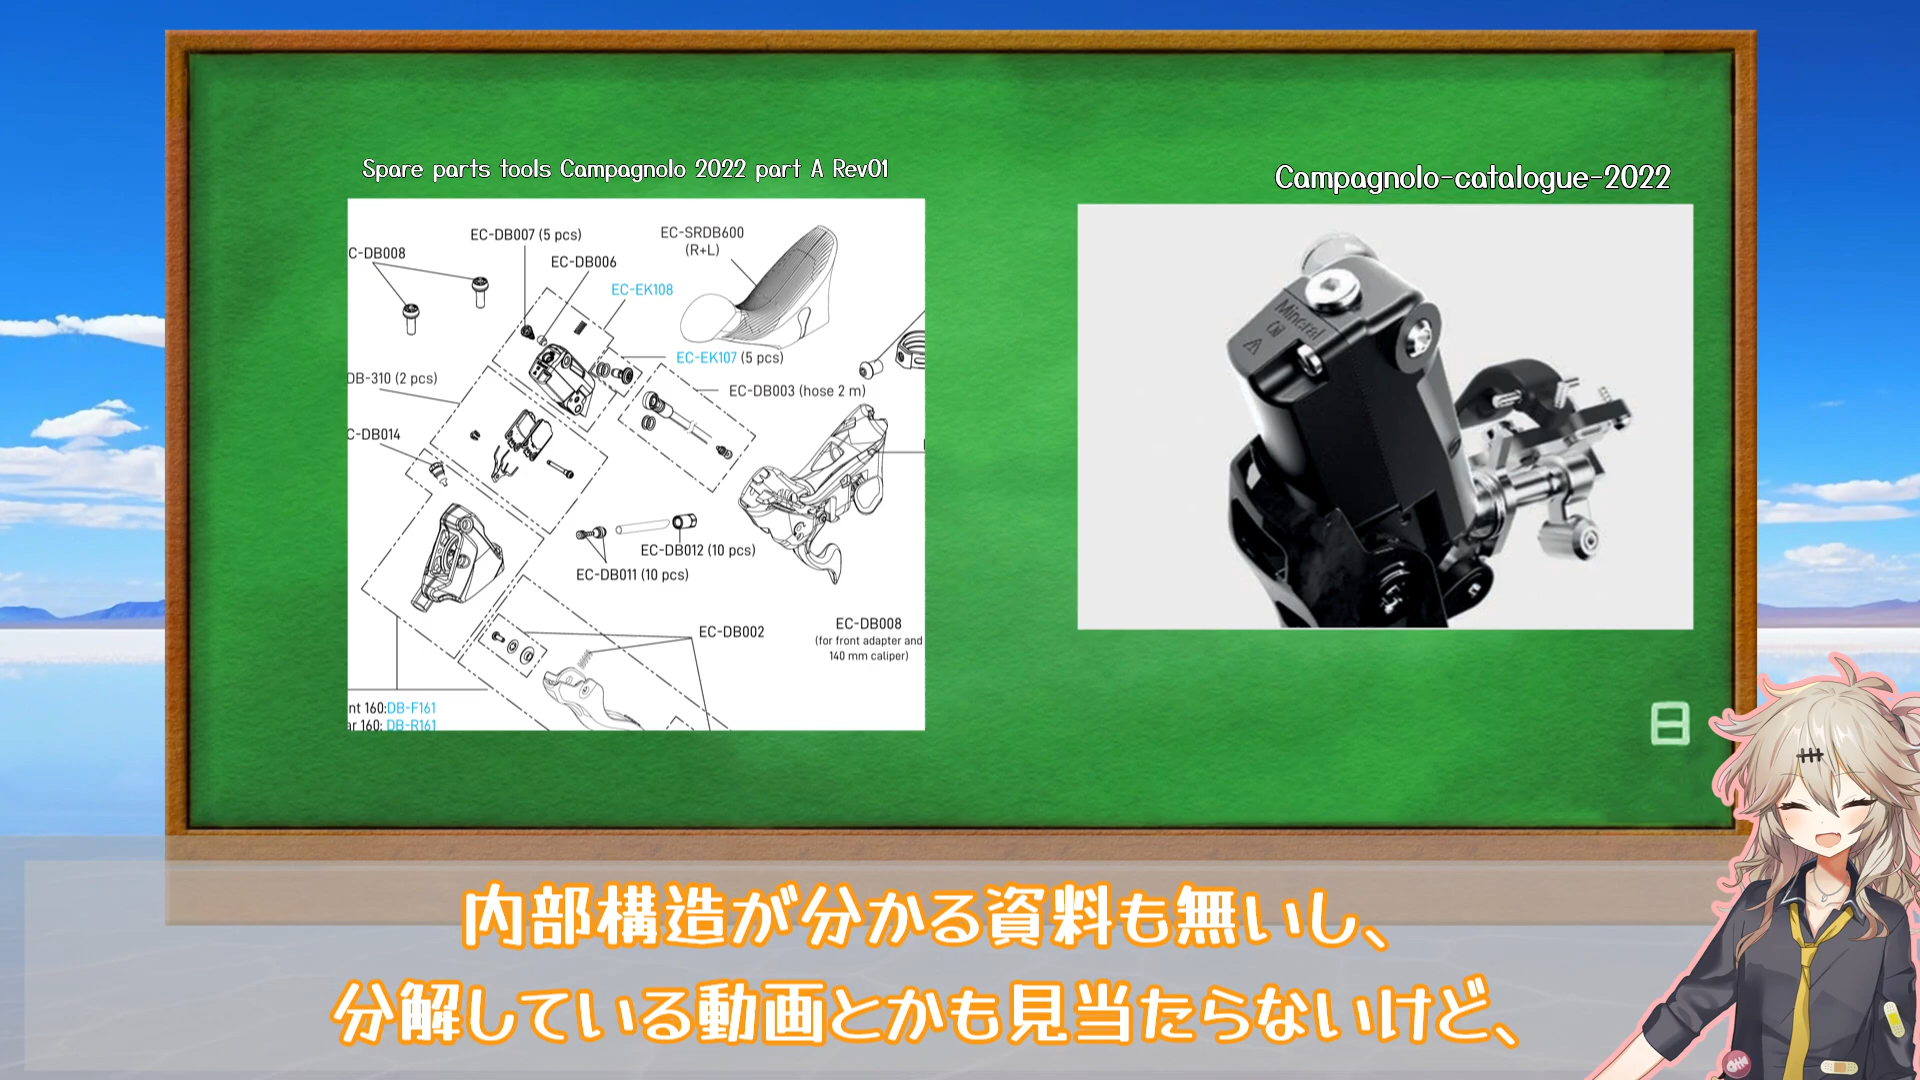 Spare parts tools Campagnolo 2022 part A Rev01
Campagnolo-catalogue-2022
EC-DB007 (5 pcs)
EC-SRDB600
(R+L)
C-DB008
EC-DB006
EC-EK108
Mineral
Oil
EC-EK107 (5 pcs)
DB-310 (2 pcs)
EC-DB003 (hose 2 m)
C-DB014
EC-DB012 (10 pcs)
EC-DB011 (10 pcs)
EC-DB002
EC-DB008
(for front adapter and
140 mm caliper)
nt 160:DB-F161
ar 160: DB-R161
日
内部構造が分かる資料も無いし、
分解している動画とかも見当たらないけど、